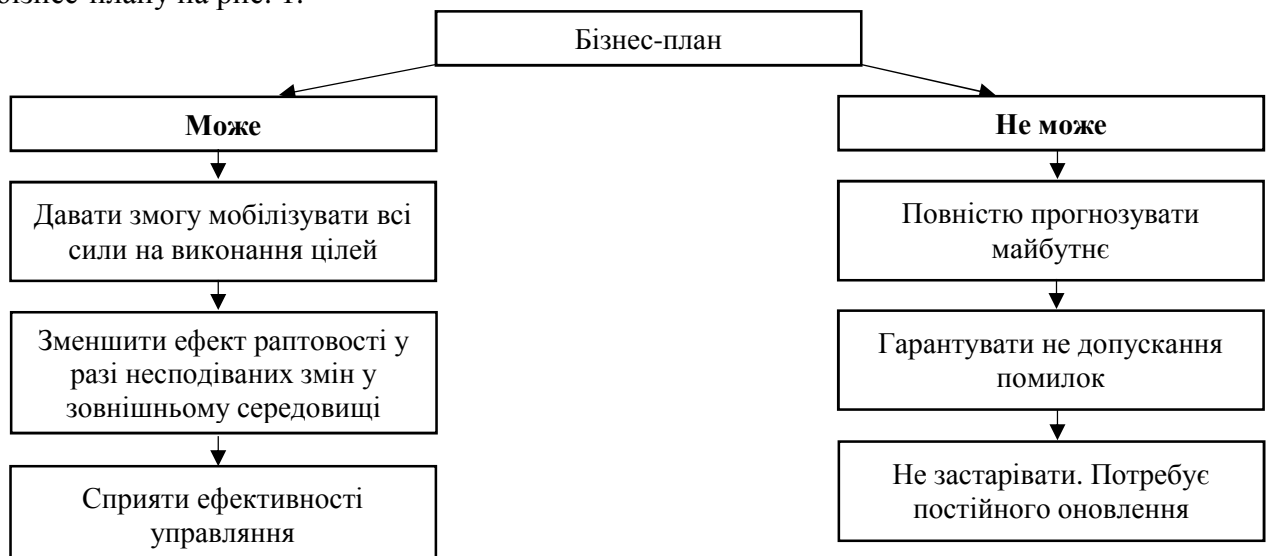 бізнес-плану на рис. 1.
Бізнес-план
Може
Давати змогу мобілізувати всі
сили на виконання цілей
Зменшити ефект раптовості у
разі несподіваних змін у
зовнішньому середовищі
Сприяти ефективності
управляння
Не може
Повністю прогнозувати
майбутнє
Гарантувати не допускання
помилок
Не застарівати. Потребує
постійного оновлення